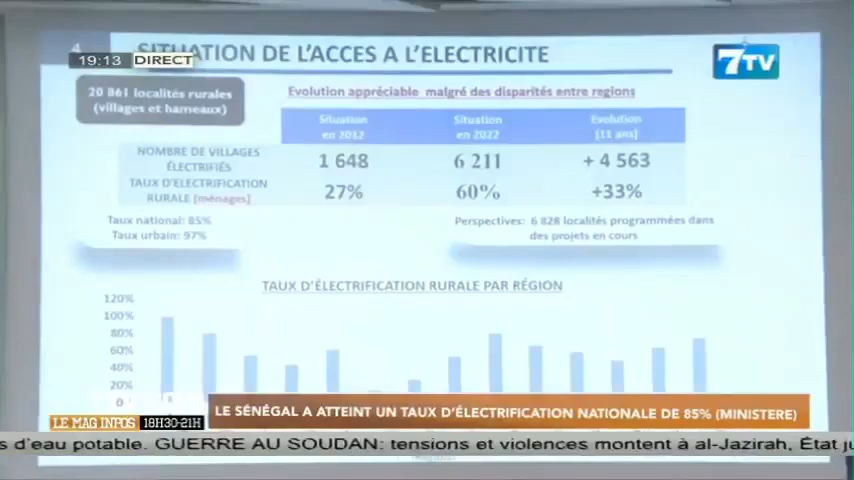 4
SITUATION DE L'ACCES A L'ELECTRICITE
19:13 DIRECT
7TV
20 861 localités rurales
(villages et hameaux)
Evolution appréciable malgré des disparités entre regions
Situation
en 2012
Situation
en 2022
Evolution
(11 ans)
NOMBRE DE VILLAGES
ÉLECTRIFIÉS
1 648
6 211
+ 4 563
TAUX D'ELECTRIFICATION
RURALE (ménages)
27%
60%
+33%
Taux national: 85%
Taux urbain: 97%
Perspectives: 6 828 localités programmées dans
des projets en cours
TAUX D'ÉLECTRIFICATION RURALE PAR RÉGION
120%
100%
80%
60%
40%
20%
LE SÉNÉGAL A ATTEINT UN TAUX D'ÉLECTRIFICATION NATIONALE DE 85% (MINISTERE)
LE MAG INFOS 18H30-21H
d'eau potable. GUERRE AU SOUDAN: tensions et violences montent à al-Jazirah, État